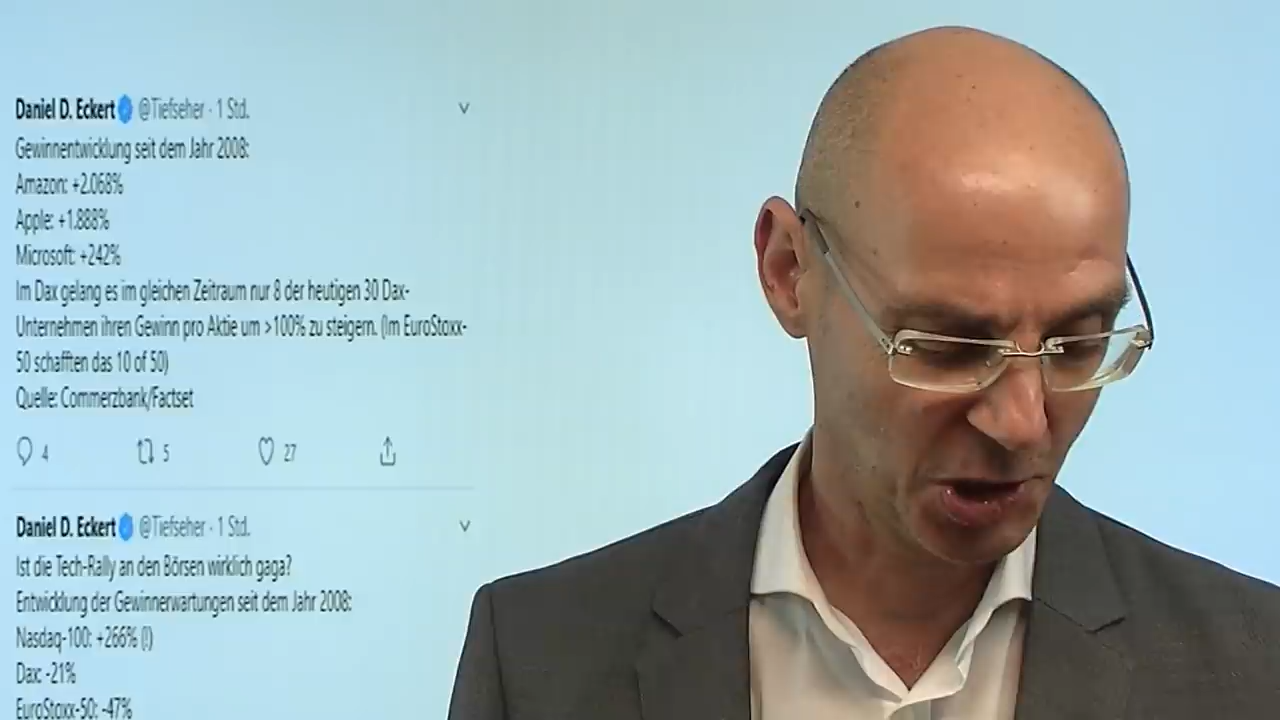 Daniel D. Eckert @Tiefseher · 1 Std.
Gewinnentwicklung seit dem Jahr 2008:
Amazon: +2.068%
Apple: +1.888%
Microsoft: +242%
Im Dax gelang es im gleichen Zeitraum nur 8 der heutigen 30 Dax-
Unternehmen ihren Gewinn pro Aktie um >100% zu steigern. (Im EuroStoxx-
50 schafften das 10 of 50)
Quelle: Commerzbank/Factset
4 5 27
Daniel D. Eckert @Tiefseher · 1 Std.
Ist die Tech-Rally an den Börsen wirklich gaga?
Entwicklung der Gewinnerwartungen seit dem Jahr 2008:
Nasdaq-100: +266% (!)
Dax: -21%
EuroStoxx-50: -47%